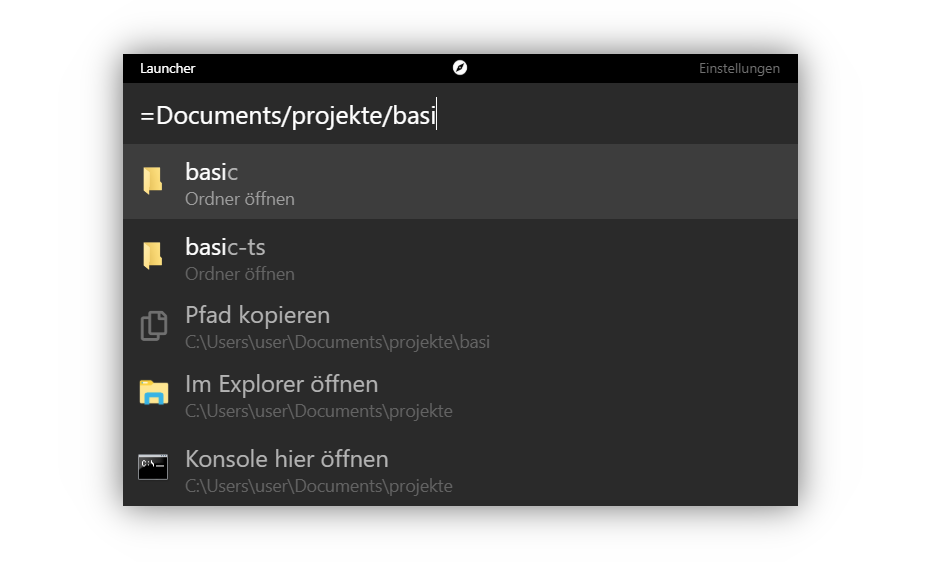 Launcher
Einstellungen
=Documents/projekte/basi
basic
Ordner öffnen
basic-ts
Ordner öffnen
Pfad kopieren
C:\Users\user\Documents\projekte\basi
Im Explorer öffnen
C:\Users\user\Documents\projekte
C:\
Konsole hier öffnen
C:\Users\user\Documents\projekte